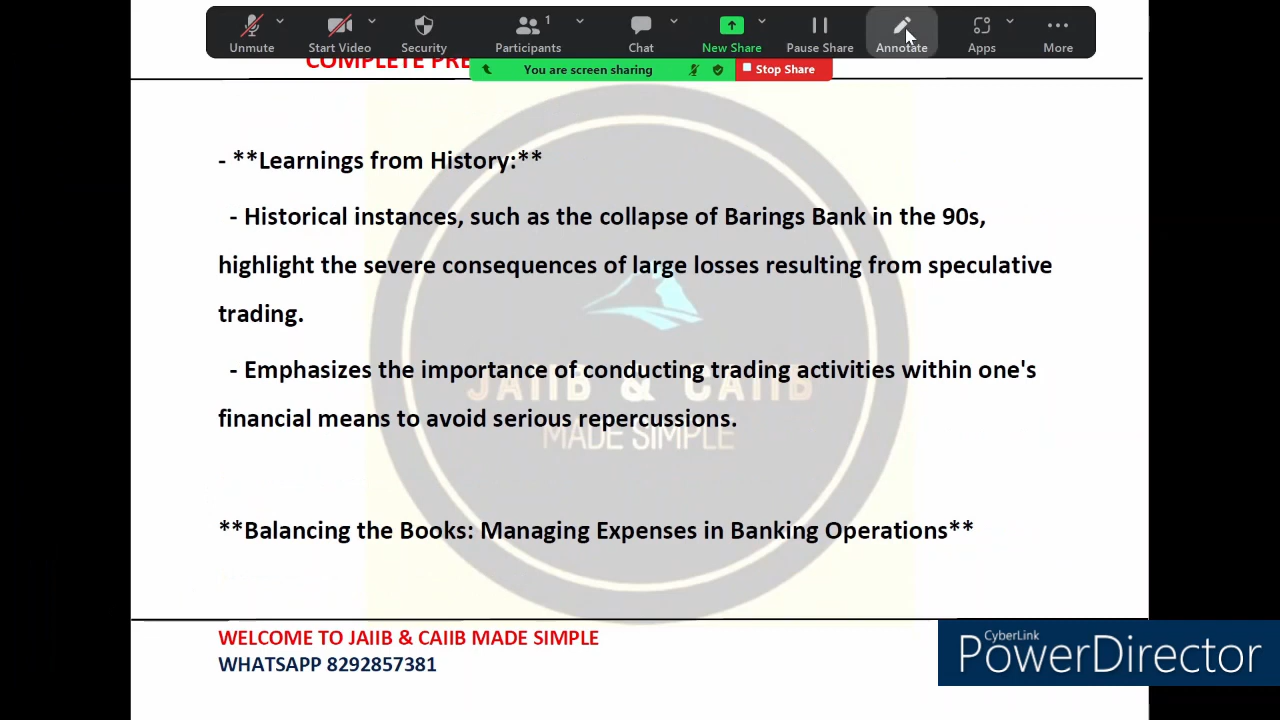 1
Unmute Start Video Security Participants Chat New Share Pause Share Annotate Apps More
COMPLETE PRE
You are screen sharing Stop Share
- **Learnings from History:**
- Historical instances, such as the collapse of Barings Bank in the 90s,
highlight the severe consequences of large losses resulting from speculative
trading.
- Emphasizes the importance of conducting trading activities within one's
JAIIB & CAIIB
financial means to avoid serious repercussions.
MADE SIMPLE
**Balancing the Books: Managing Expenses in Banking Operations**
WELCOME TO JAIIB & CAIIB MADE SIMPLE
WHATSAPP 8292857381
CyberLink
PowerDirector